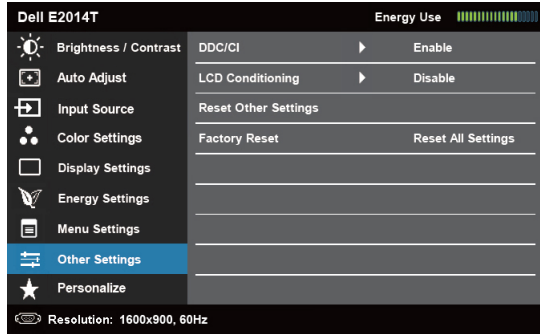 Dell E2014T Energy Use
Brightness / Contrast DDC/CI Enable
Auto Adjust LCD Conditioning Disable
Input Source Reset Other Settings
Color Settings Factory Reset Reset All Settings
Display Settings
Energy Settings
Menu Settings
Other Settings
Personalize
Resolution: 1600x900, 60Hz